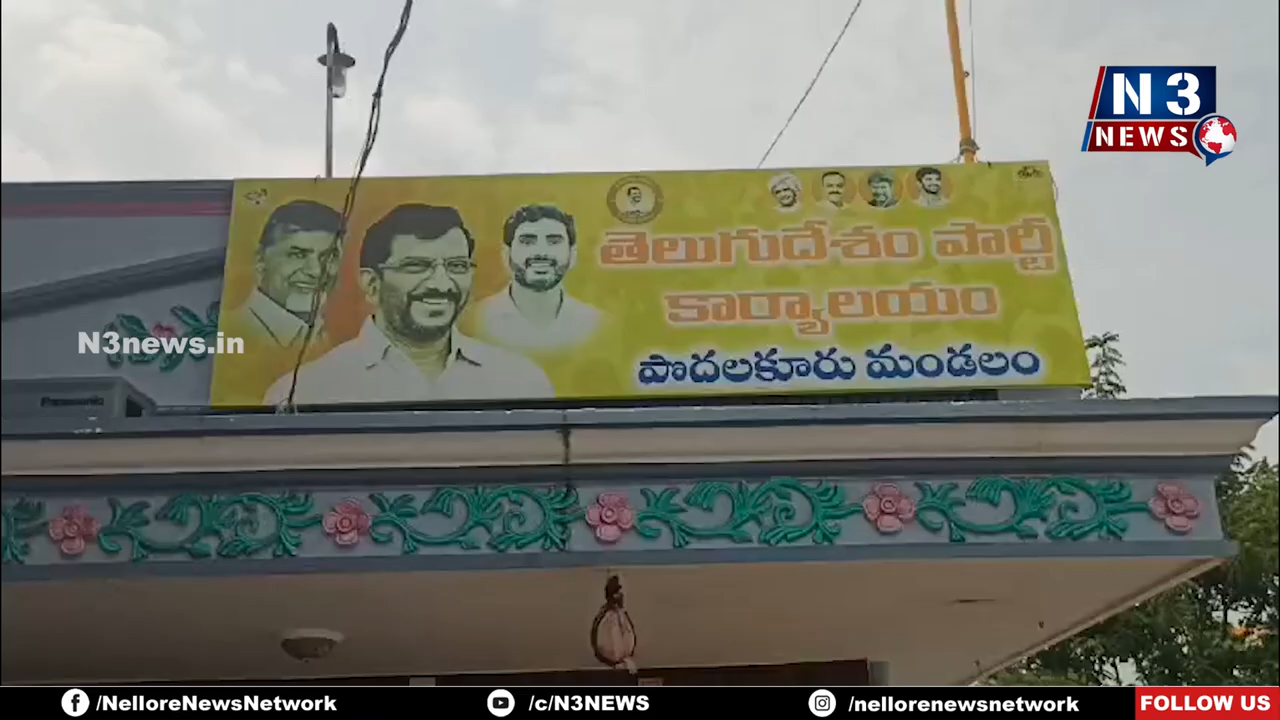 N3
NEWS
తెలుగుదేశం పార్టీ
కార్యాలయం
పొదలకూరు మండలం
N3news.in
Panasonic
/NelloreNewsNetwork
/c/N3NEWS
/nellorenewsnetwork
FOLLOW US